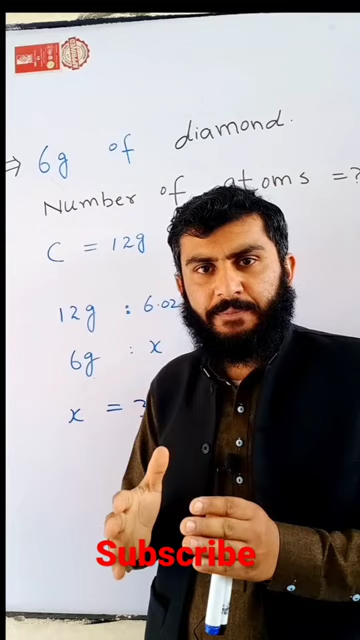 ⇒ 6g of diamond.
Number of atoms = ?
C = 12g
12g : 6.02
6g : x
x = ?
Subscribe